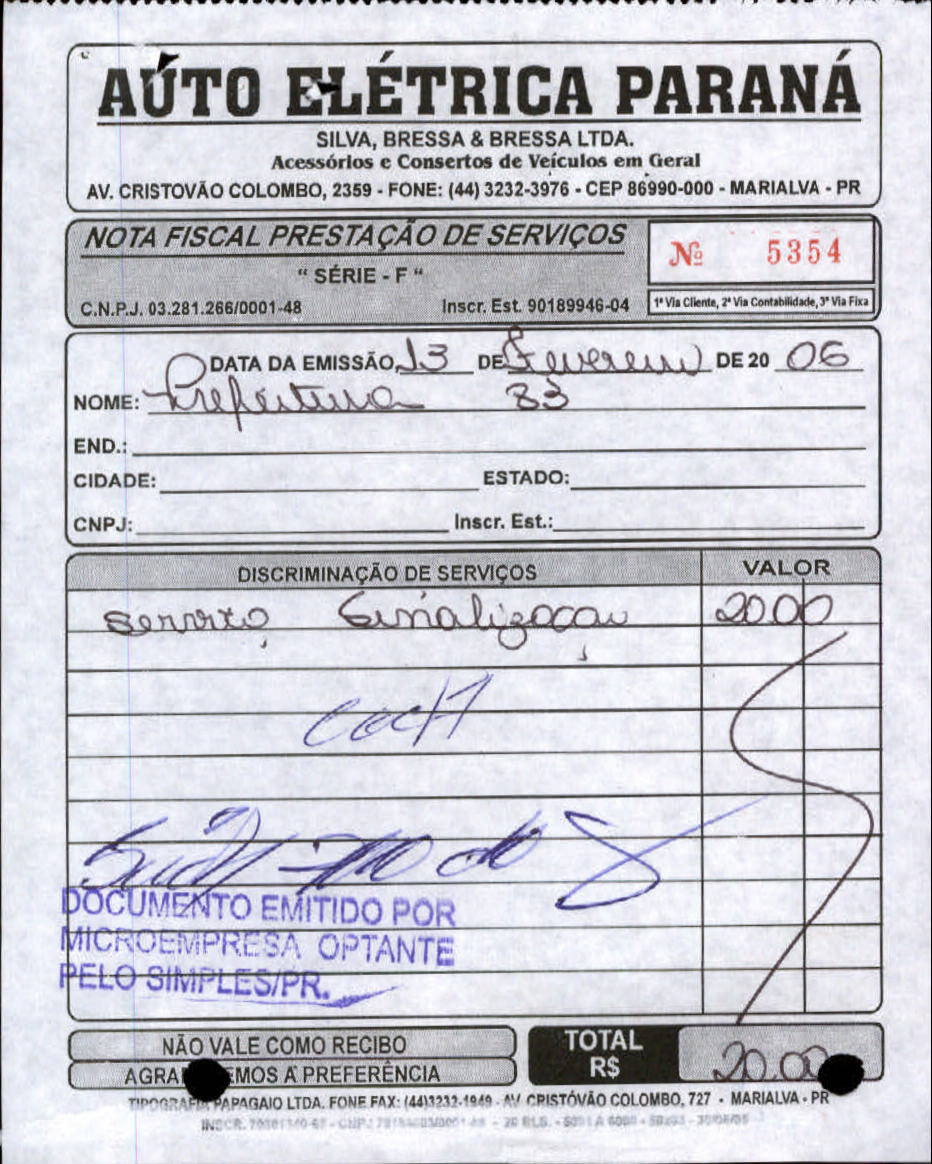 AUTO ELÉTRICA PARANÁ
SILVA, BRESSA & BRESSA LTDA.
Acessórios e Consertos de Veículos em Geral
AV. CRISTOVÃO COLOMBO, 2359 - FONE: (44) 3232-3976 - CEP 86990-000 - MARIALVA - PR
NOTA FISCAL PRESTAÇÃO DE SERVIÇOS
" SÉRIE - F "
Nº 5354
C.N.P.J. 03.281.266/0001-48 Inscr. Est. 90189946-04
1ª Via Cliente, 2ª Via Contabilidade, 3ª Via Fixa
DATA DA EMISSÃO, 13 DE Fevereiro DE 20 06
NOME: Prefeitura 83
END.:
CIDADE: ESTADO:
CNPJ: Inscr. Est.:
DISCRIMINAÇÃO DE SERVIÇOS VALOR
Sinalização 20.00
DOCUMENTO EMITIDO POR
MICROEMPRESA OPTANTE
PELO SIMPLES/PR.
NÃO VALE COMO RECIBO
A PREFERÊNCIA
TOTAL
R$ 20.00
TIPOGRAFIA PAPAGAIO LTDA. FONE FAX: (44)3232-1949 - AV CRISTÓVÃO COLOMBO, 727 - MARIALVA - PR